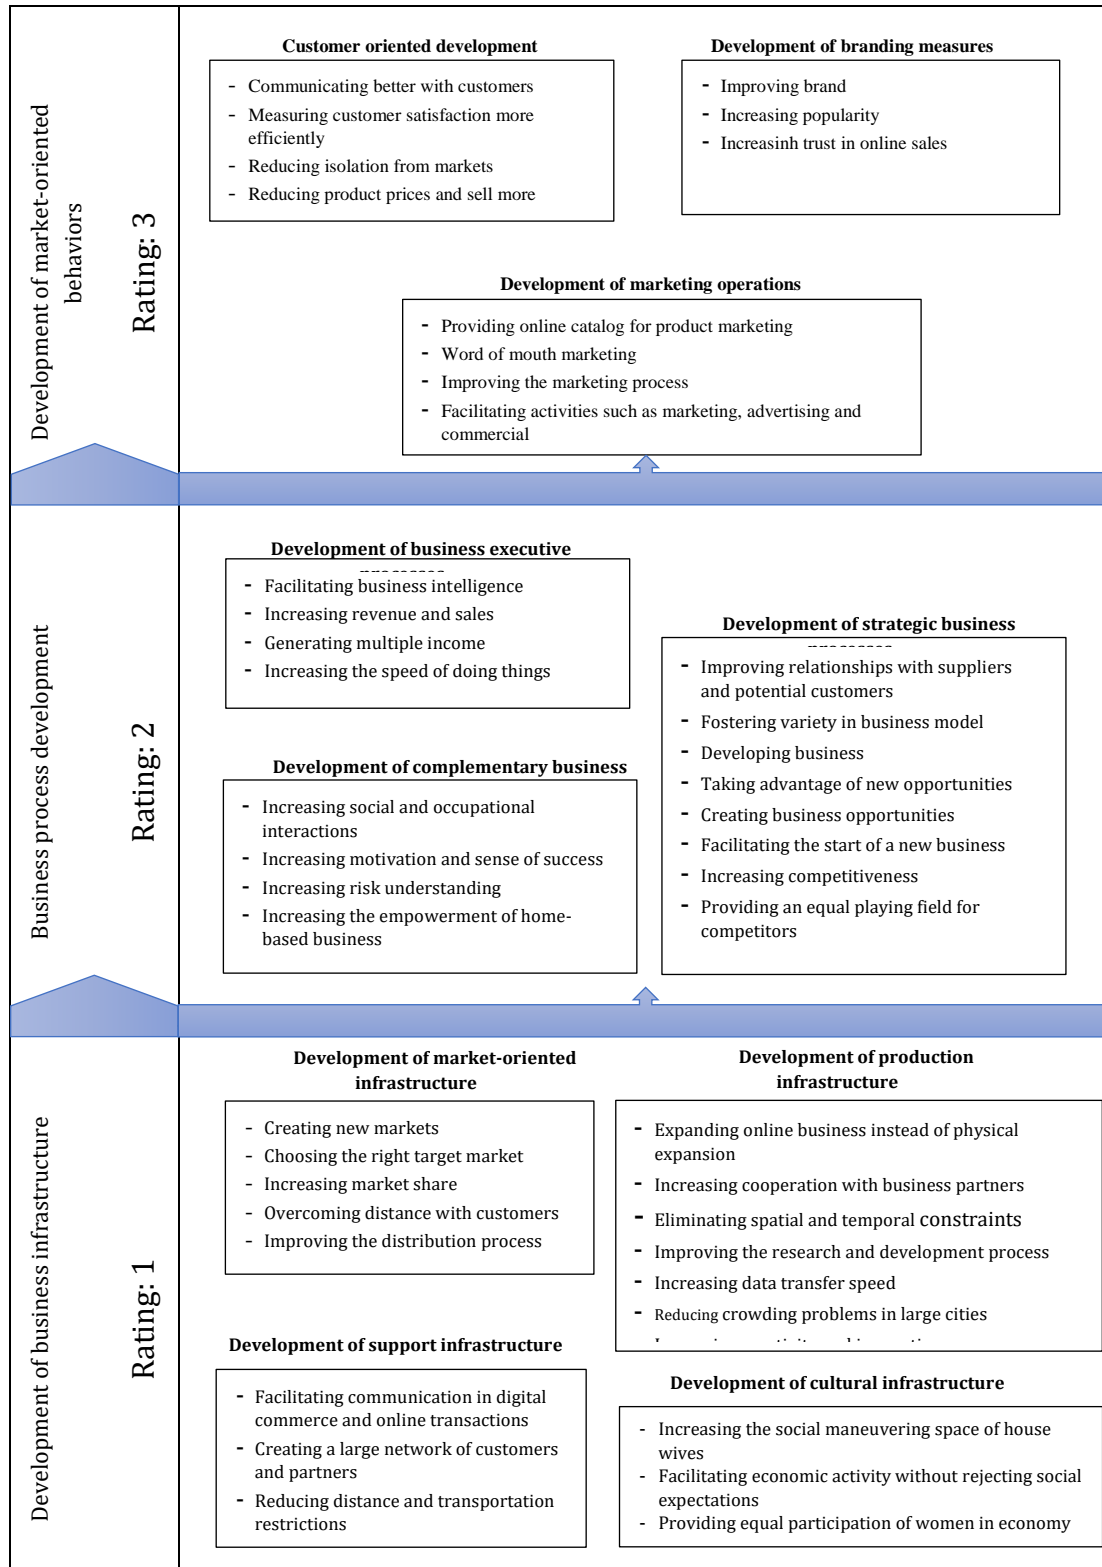 Development of market-oriented
behaviors
Rating: 3
Customer oriented development
- Communicating better with customers
- Measuring customer satisfaction more
efficiently
- Reducing isolation from markets
- Reducing product prices and sell more
Development of branding measures
- Improving brand
- Increasing popularity
- Increasinh trust in online sales
Development of marketing operations
- Providing online catalog for product marketing
- Word of mouth marketing
- Improving the marketing process
- Facilitating activities such as marketing, advertising and
commercial
Business process development
Rating: 2
Development of business executive
- Facilitating business intelligence
- Increasing revenue and sales
- Generating multiple income
- Increasing the speed of doing things
Development of complementary business
- Increasing social and occupational
interactions
- Increasing motivation and sense of success
- Increasing risk understanding
- Increasing the empowerment of home-
based business
Development of strategic business
- Improving relationships with suppliers
and potential customers
- Fostering variety in business model
- Developing business
- Taking advantage of new opportunities
- Creating business opportunities
- Facilitating the start of a new business
- Increasing competitiveness
- Providing an equal playing field for
competitors
Development of business infrastructure
Rating: 1
Development of market-oriented
infrastructure
- Creating new markets
- Choosing the right target market
- Increasing market share
- Overcoming distance with customers
- Improving the distribution process
Development of production
infrastructure
- Expanding online business instead of physical
expansion
- Increasing cooperation with business partners
- Eliminating spatial and temporal constraints
- Improving the research and development process
- Increasing data transfer speed
- Reducing crowding problems in large cities
Development of support infrastructure
- Facilitating communication in digital
commerce and online transactions
- Creating a large network of customers
and partners
- Reducing distance and transportation
restrictions
Development of cultural infrastructure
- Increasing the social maneuvering space of house
wives
- Facilitating economic activity without rejecting social
expectations
- Providing equal participation of women in economy